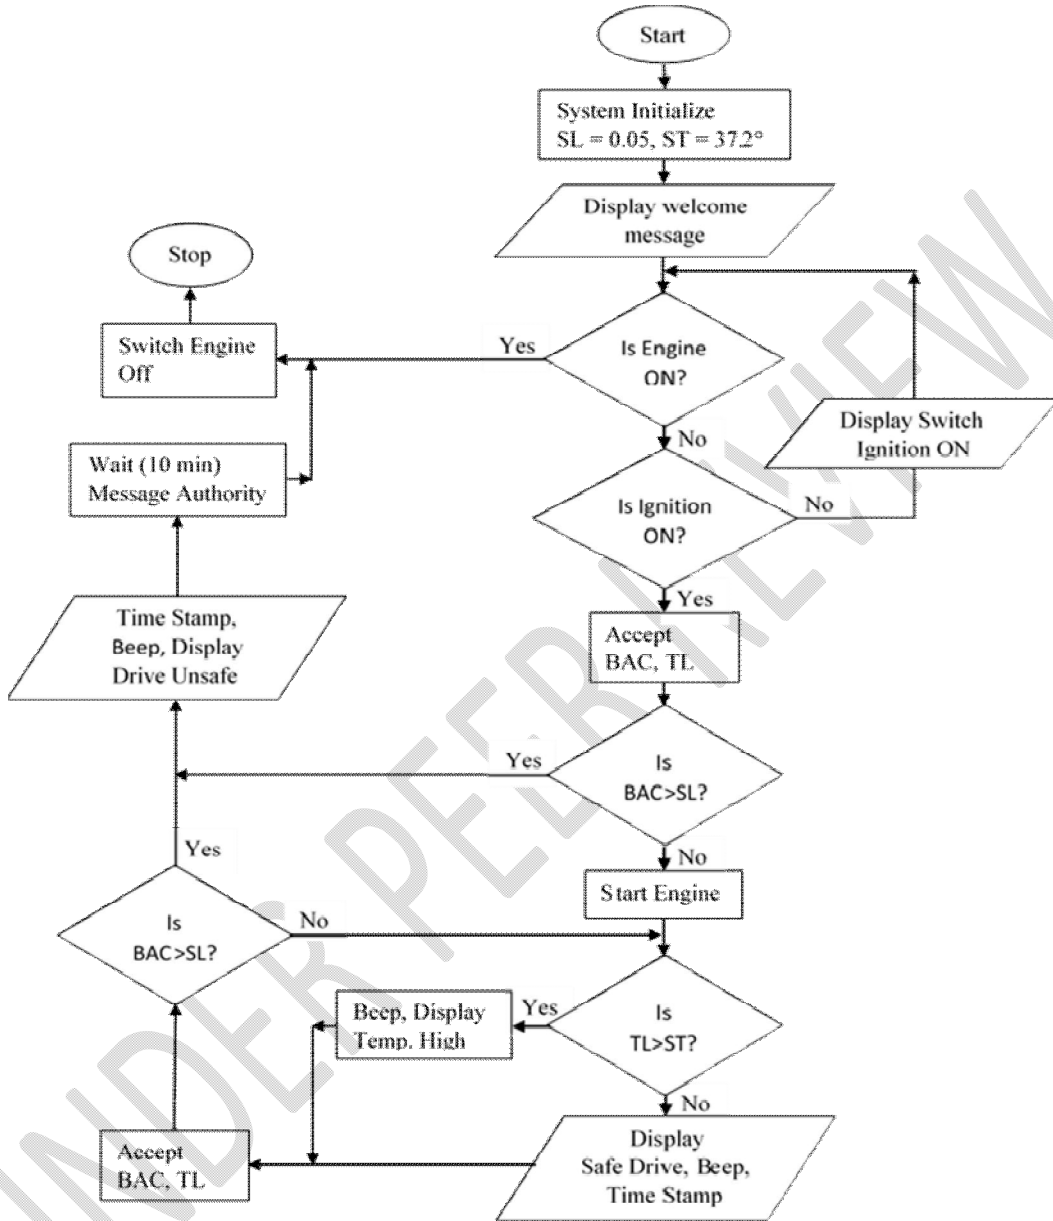 Start
System Initialize
SL = 0.05, ST = 37.2°
Display welcome
message
Stop
Switch Engine
Off
Yes
Is Engine
ON?
No
Display Switch
Ignition ON
Wait (10 min)
Message Authority
Is Ignition
ON?
No
Yes
Time Stamp,
Beep, Display
Drive Unsafe
Accept
BAC, TL
Yes
Is
BAC>SL?
No
Yes
Start Engine
Is
BAC>SL?
No
Beep, Display
Temp. High
Yes
Is
TL>ST?
No
Accept
BAC, TL
Display
Safe Drive, Beep,
Time Stamp
UNDER PEER REVIEW